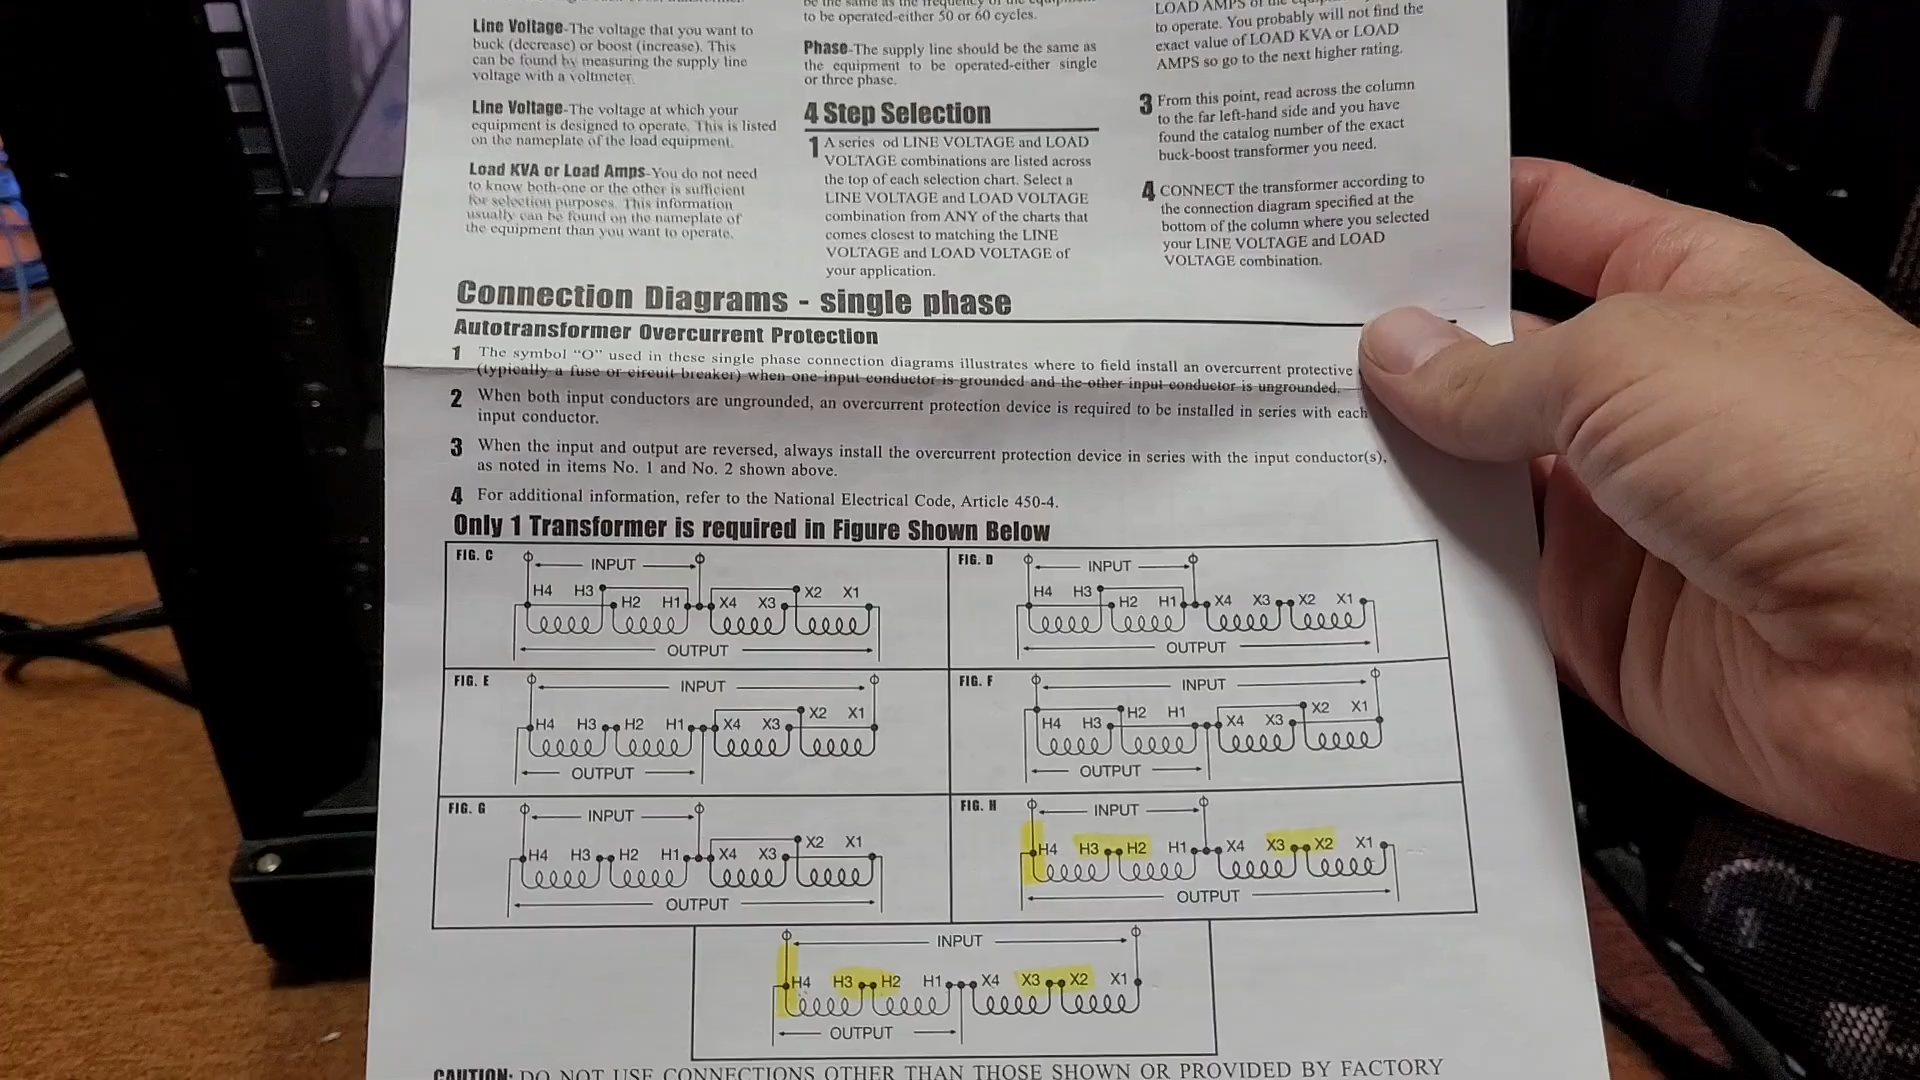 Line Voltage-The voltage that you want to
buck (decrease) or boost (increase). This
can be found by measuring the supply line
voltage with a voltmeter.
Line Voltage-The voltage at which your
equipment is designed to operate. This is listed
on the nameplate of the load equipment.
Load KVA or Load Amps-You do not need
to know both-one or the other is sufficient
for selection purposes. This information
usually can be found on the nameplate of
the equipment than you want to operate.
be the same as the frequency of the
to be operated-either 50 or 60 cycles.
Phase-The supply line should be the same as
the equipment to be operated-either single
or three phase.
4 Step Selection
1 A series od LINE VOLTAGE and LOAD
VOLTAGE combinations are listed across
the top of each selection chart. Select a
LINE VOLTAGE and LOAD VOLTAGE
combination from ANY of the charts that
comes closest to matching the LINE
VOLTAGE and LOAD VOLTAGE of
your application.
LOAD AMPS of the
to operate. You probably will not find the
exact value of LOAD KVA or LOAD
AMPS so go to the next higher rating.
3 From this point, read across the column
to the far left-hand side and you have
found the catalog number of the exact
buck-boost transformer you need.
4 CONNECT the transformer according to
the connection diagram specified at the
bottom of the column where you selected
your LINE VOLTAGE and LOAD
VOLTAGE combination.
Connection Diagrams - single phase
Autotransformer Overcurrent Protection
1 The symbol "O" used in these single phase connection diagrams illustrates where to field install an overcurrent protective
(typically a fuse or circuit breaker) when one input conductor is grounded and the other input conductor is ungrounded.
2 When both input conductors are ungrounded, an overcurrent protection device is required to be installed in series with each
input conductor.
3 When the input and output are reversed, always install the overcurrent protection device in series with the input conductor(s),
as noted in items No. 1 and No. 2 shown above.
4 For additional information, refer to the National Electrical Code, Article 450-4.
Only 1 Transformer is required in Figure Shown Below
FIG. C
INPUT
H4 H3 H2 H1 X4 X3 X2 X1
OUTPUT
FIG. D
INPUT
H4 H3 H2 H1 X4 X3 X2 X1
OUTPUT
FIG. E
INPUT
H4 H3 H2 H1 X4 X3 X2 X1
OUTPUT
FIG. F
INPUT
H4 H3 H2 H1 X4 X3 X2 X1
OUTPUT
FIG. G
INPUT
H4 H3 H2 H1 X4 X3 X2 X1
OUTPUT
FIG. H
INPUT
H4 H3 H2 H1 X4 X3 X2 X1
OUTPUT
INPUT
H4 H3 H2 H1 X4 X3 X2 X1
OUTPUT
CAUTION: DO NOT USE CONNECTIONS OTHER THAN THOSE SHOWN OR PROVIDED BY FACTORY